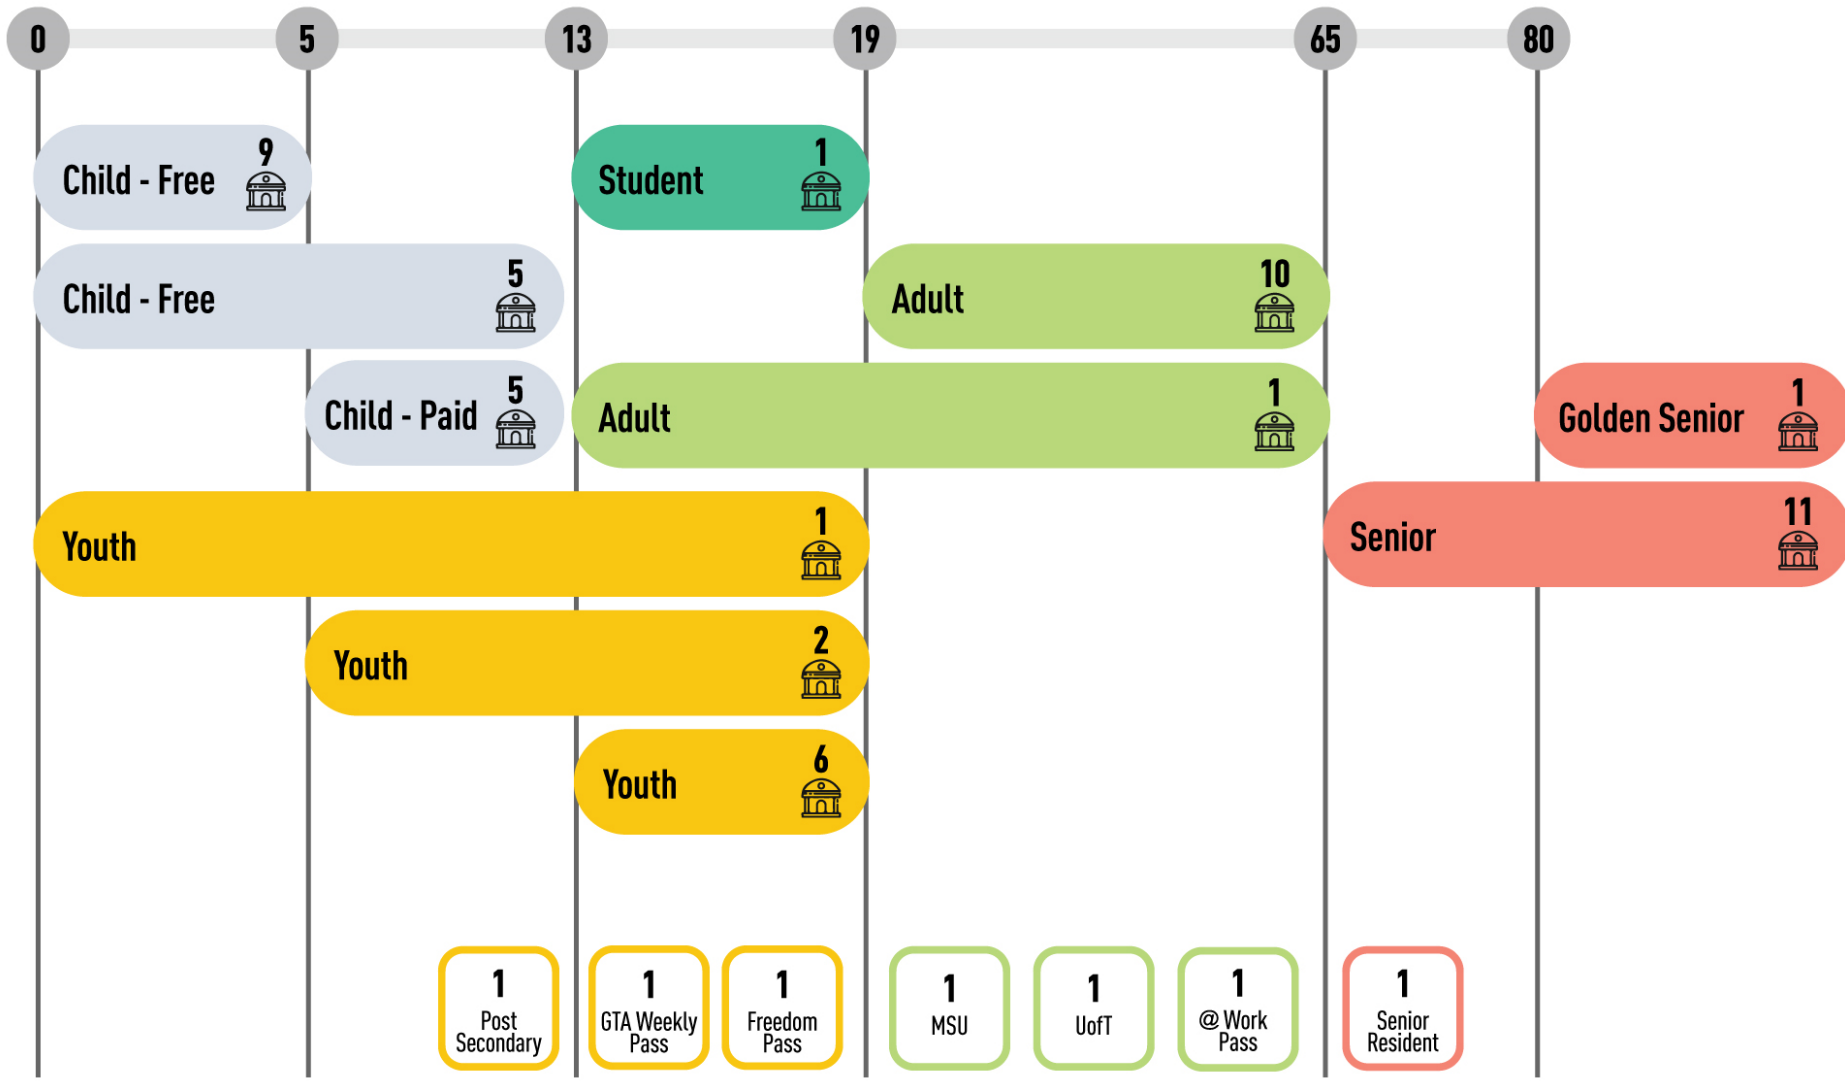 0 5 13 19 65 80
9
Child - Free
1
Student
5
Child - Free
10
Adult
5
Child - Paid
1
Adult
1
Golden Senior
1
Youth
11
Senior
2
Youth
6
Youth
1
Post
Secondary
1
GTA Weekly
Pass
1
Freedom
Pass
1
MSU
1
UofT
1
@ Work
Pass
1
Senior
Resident